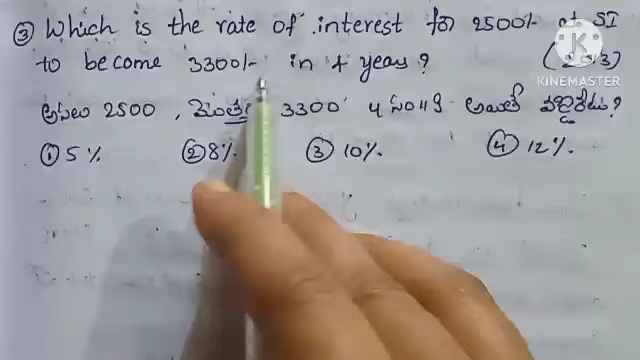 ③ Which is the rate of interest for 2500/- at SI
to become 3300/- in 4 years?
KINEMASTER
అసలు 2500, మొత్తం 3300 4 సం॥కి అయితే వడ్డీరేటు?
① 5% ② 8% ③ 10% ④ 12%